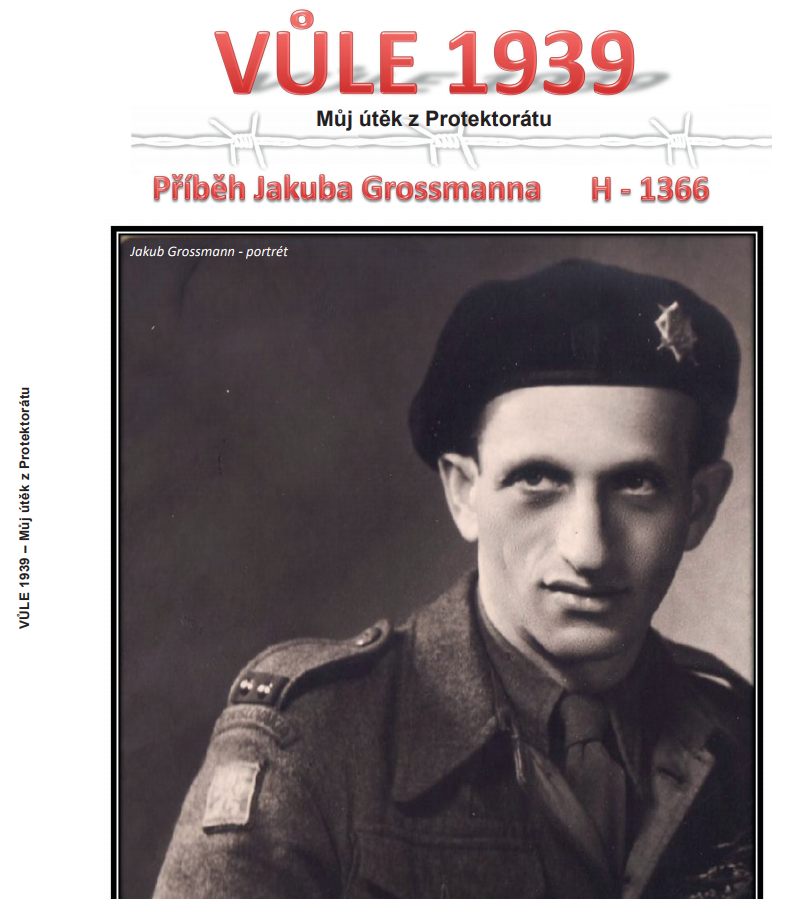 VŮLE 1939
Můj útěk z Protektorátu
Příběh Jakuba Grossmanna H - 1366
Jakub Grossmann - portrét
VŮLE 1939 – Můj útěk z Protektorátu